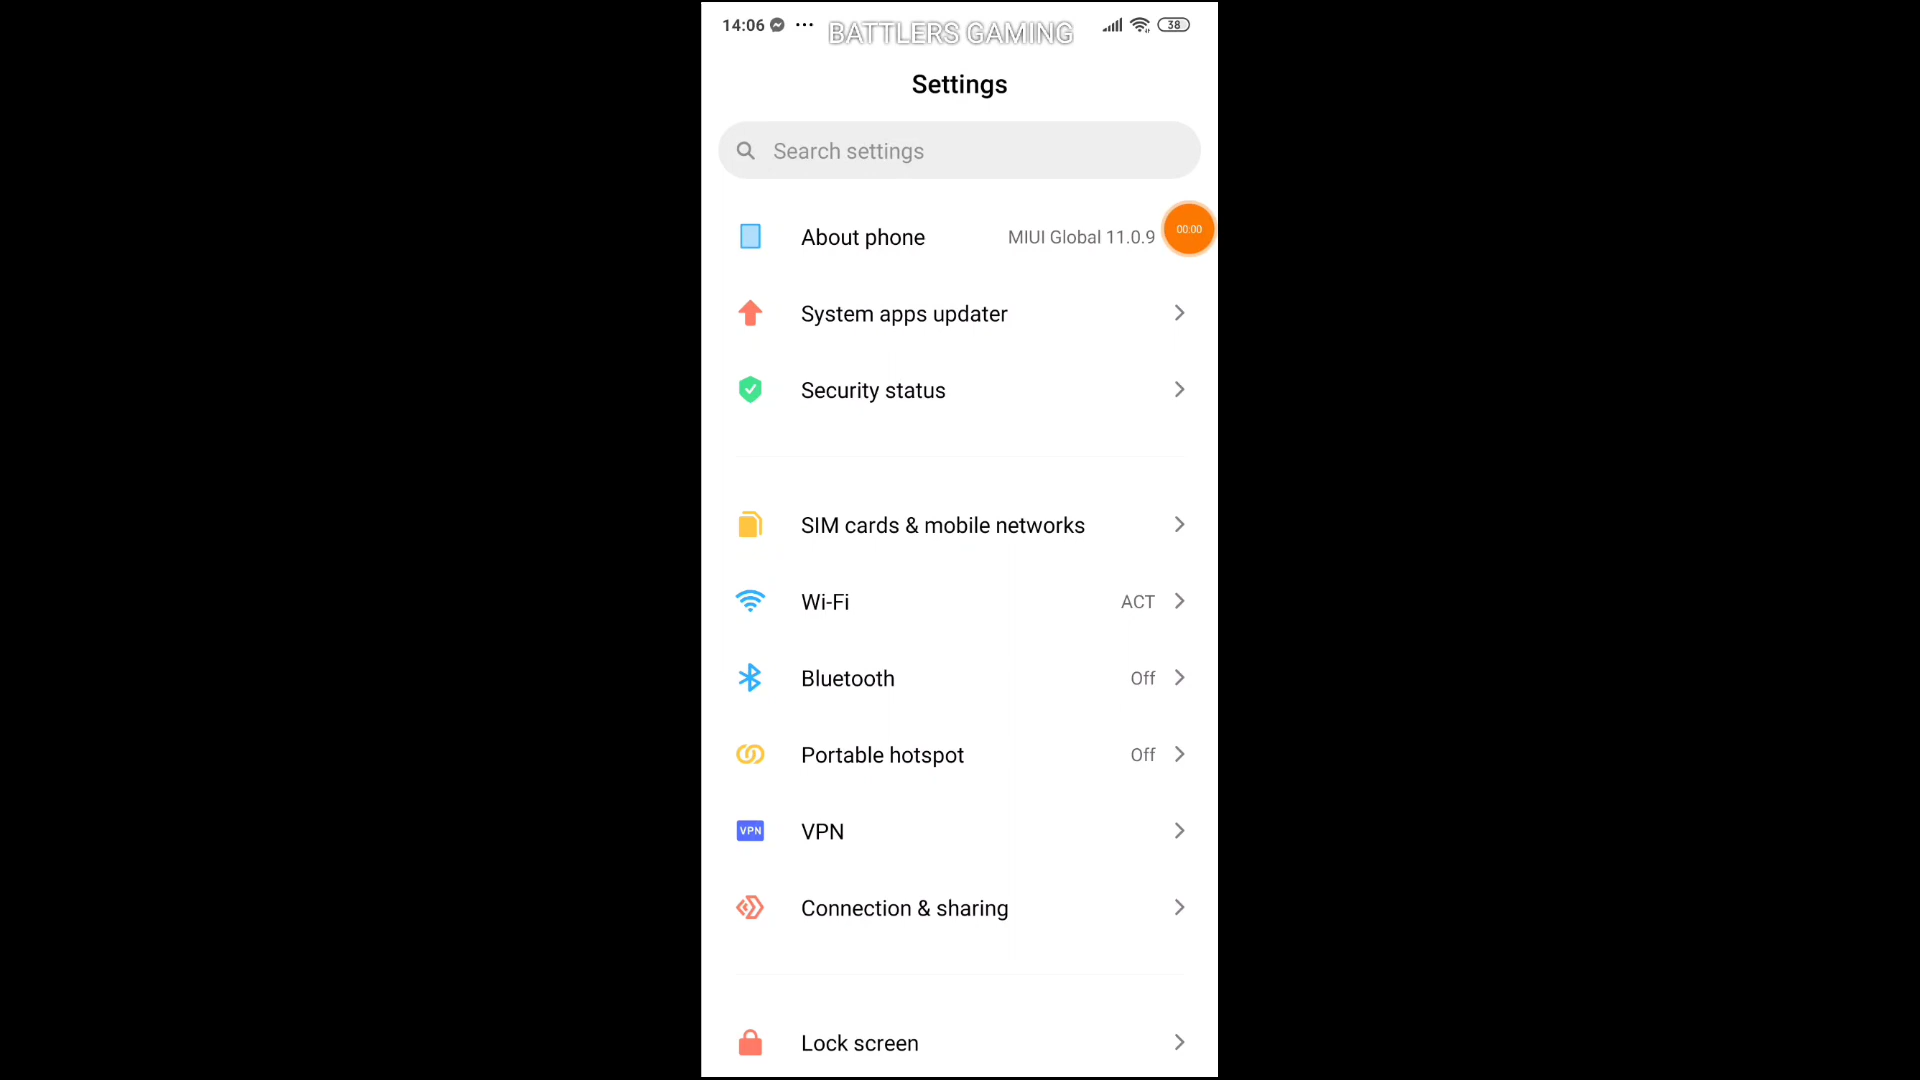 14:06 ... BATTLERS GAMING 38
Settings
Search settings
About phone MIUI Global 11.0.9 00:00
System apps updater
Security status
SIM cards & mobile networks
Wi-Fi ACT
Bluetooth Off
Portable hotspot Off
VPN VPN
Connection & sharing
Lock screen